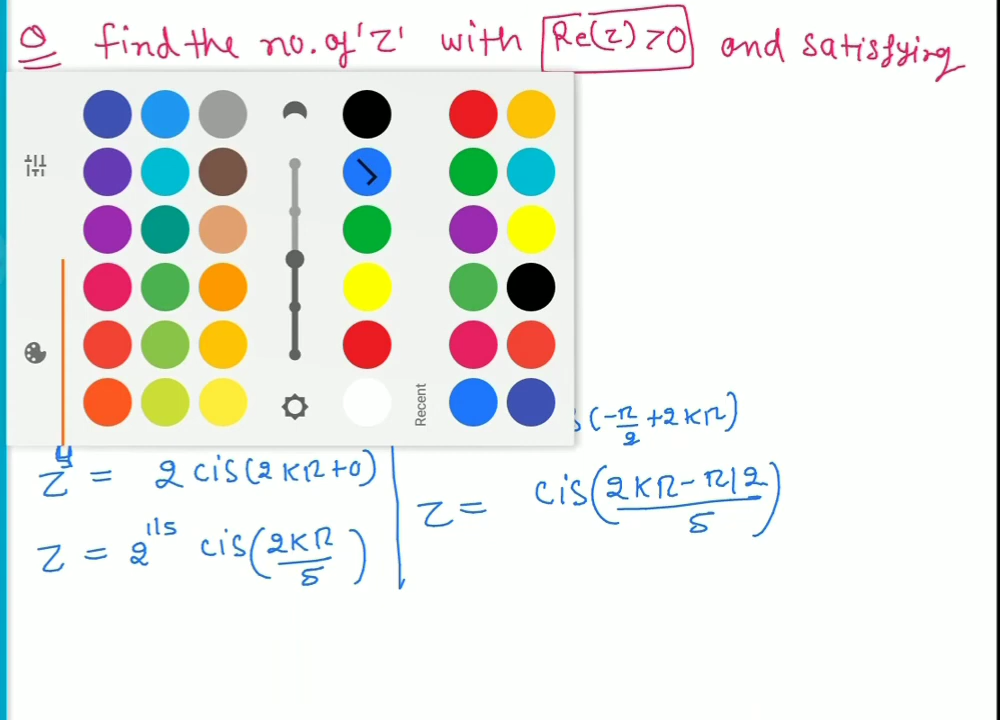 Q find the no. of 'Z' with Re(z)>0 and satisfying
Recent
s(-π/2 + 2kπ)
z⁵ = 2 cis(2kπ+0)
z = cis((2kπ-π/2)/5)
z = 2^1/5 cis(2kπ/5)